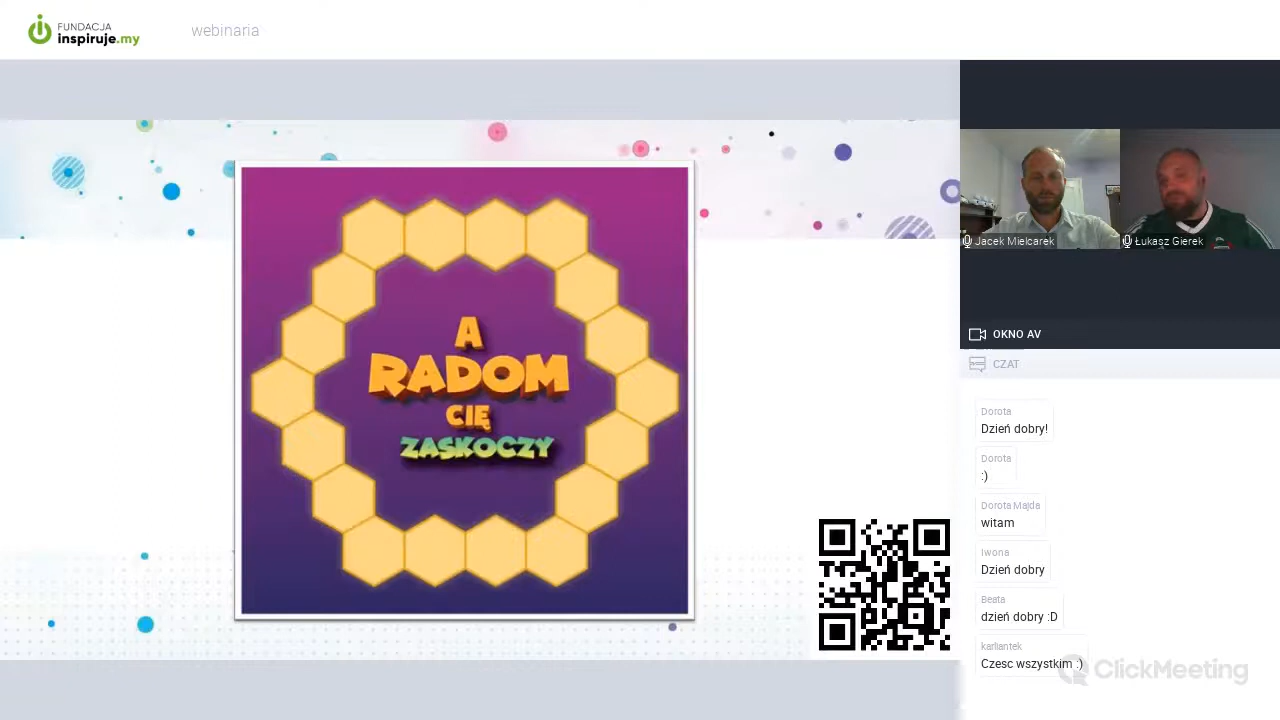 FUNDACJA
inspiruje.my
webinaria
A
RADOM
CIĘ
ZASKOCZY
Jacek Mielcarek
Łukasz Gierek
OKNO AV
CZAT
Dorota
Dzień dobry!
Dorota
:)
Dorota Majda
witam
Iwona
Dzień dobry
Beata
dzień dobry :D
karliantek
Czesc wszystkim :)
ClickMeeting